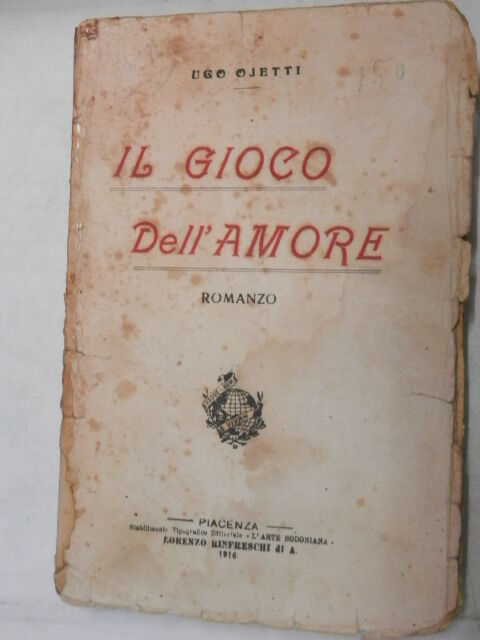 UGO OJETTI
150
IL GIOCO
Dell'AMORE
ROMANZO
PIACENZA
Stabilimento Tipografico Editoriale - L'ARTE BODONIANA -
LORENZO RINFRESCHI di A.
1916